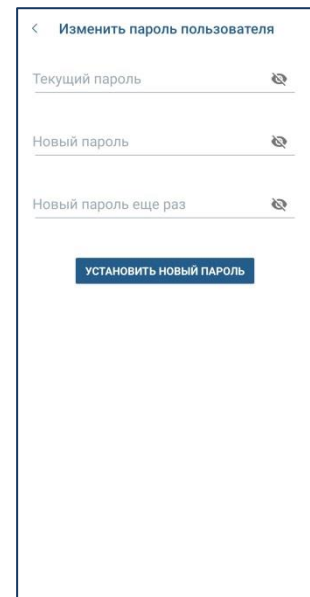 Изменить пароль пользователя
Текущий пароль
Новый пароль
Новый пароль еще раз
УСТАНОВИТЬ НОВЫЙ ПАРОЛЬ